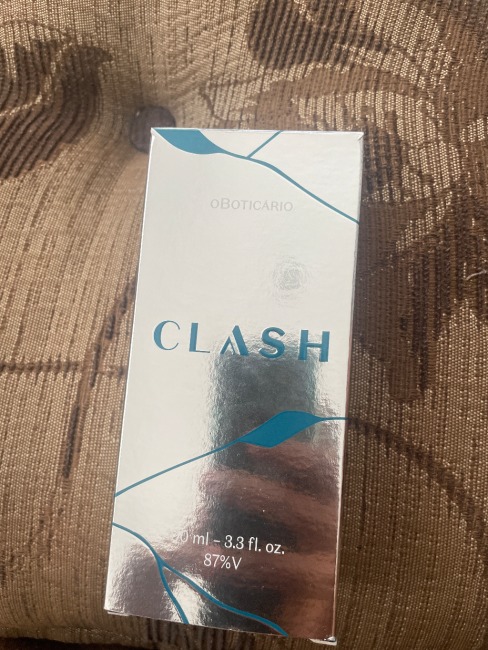 oBOTICÁRIO
CLASH
0 ml - 3.3 fl. oz.
87%V